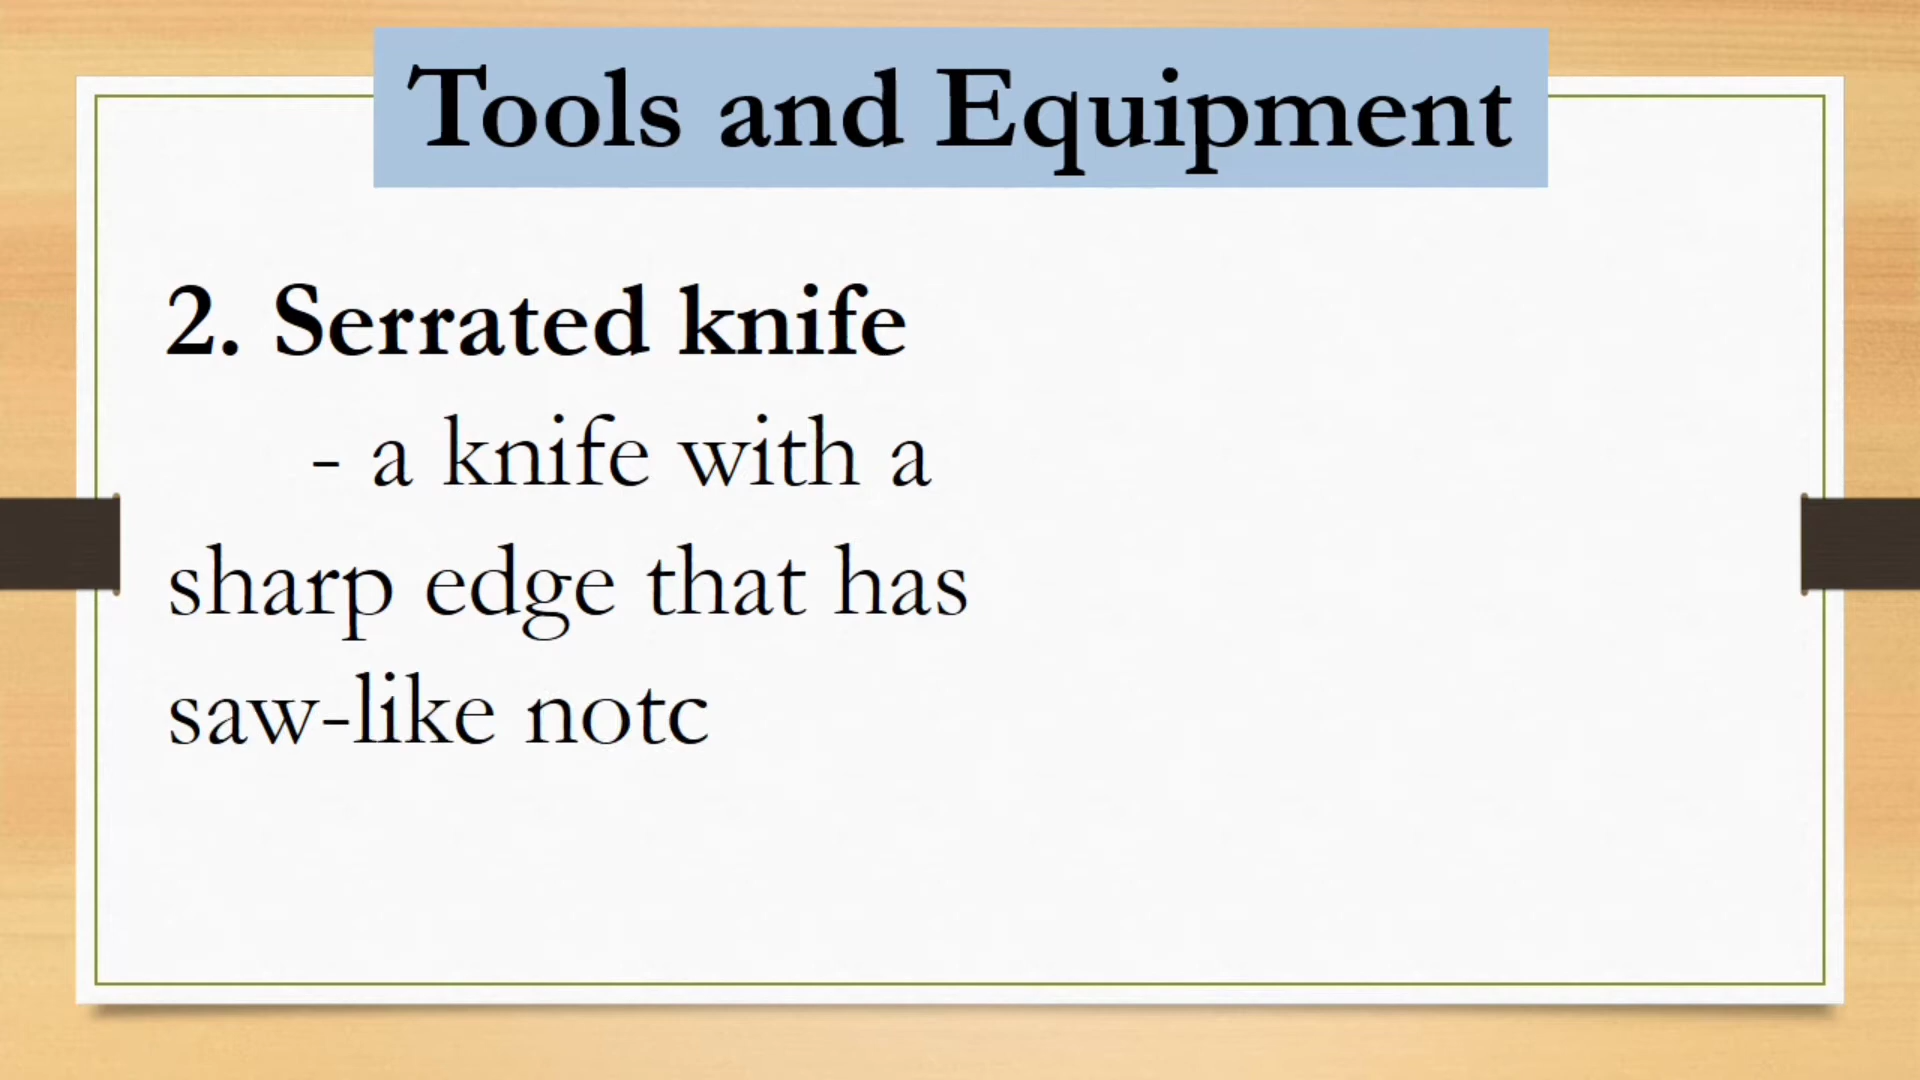 Tools and Equipment
2. Serrated knife
- a knife with a
sharp edge that has
saw-like notc